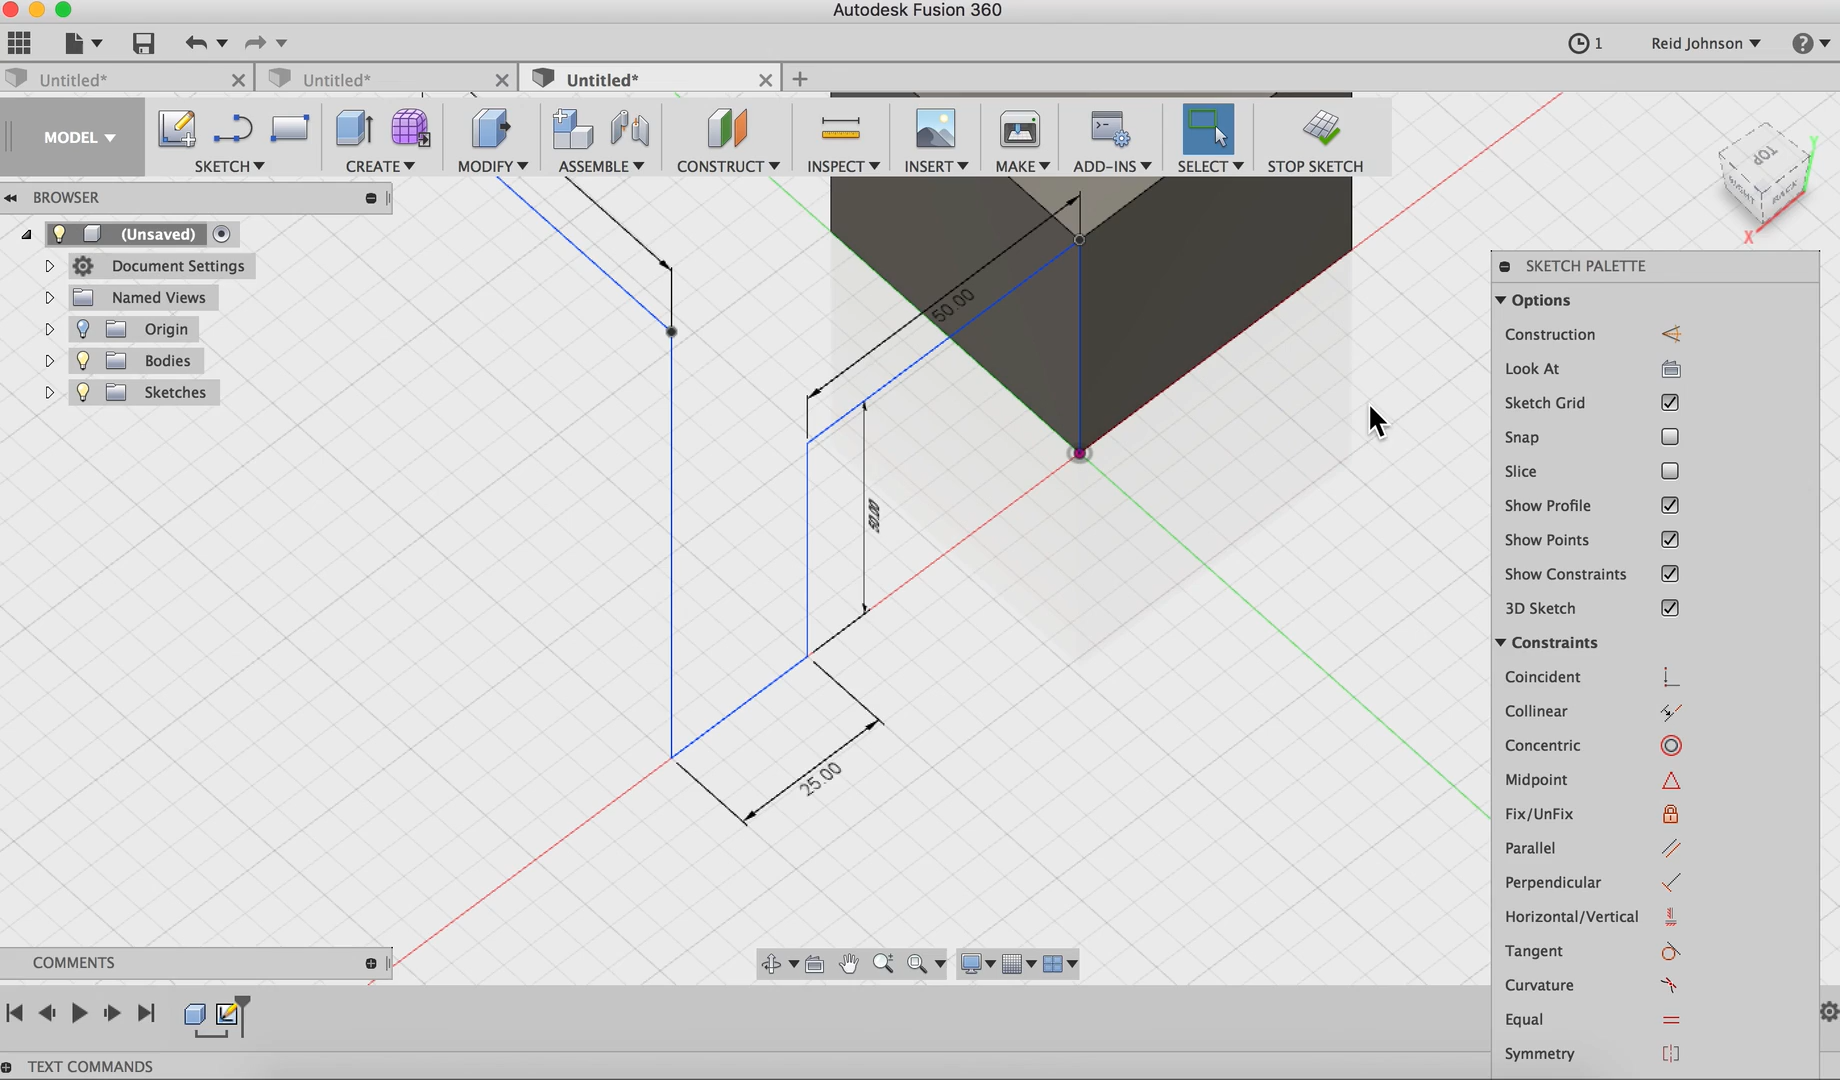 Autodesk Fusion 360
1
Reid Johnson
?
Untitled*
Untitled*
Untitled*
MODEL
SKETCH
CREATE
MODIFY
ASSEMBLE
CONSTRUCT
INSPECT
INSERT
MAKE
ADD-INS
SELECT
STOP SKETCH
BROWSER
(Unsaved)
Document Settings
Named Views
Origin
Bodies
Sketches
TOP
RIGHT
BACK
Y
X
50.00
50.00
25.00
SKETCH PALETTE
Options
Construction
Look At
Sketch Grid
Snap
Slice
Show Profile
Show Points
Show Constraints
3D Sketch
Constraints
Coincident
Collinear
Concentric
Midpoint
Fix/UnFix
Parallel
Perpendicular
Horizontal/Vertical
Tangent
Curvature
Equal
Symmetry
COMMENTS
TEXT COMMANDS